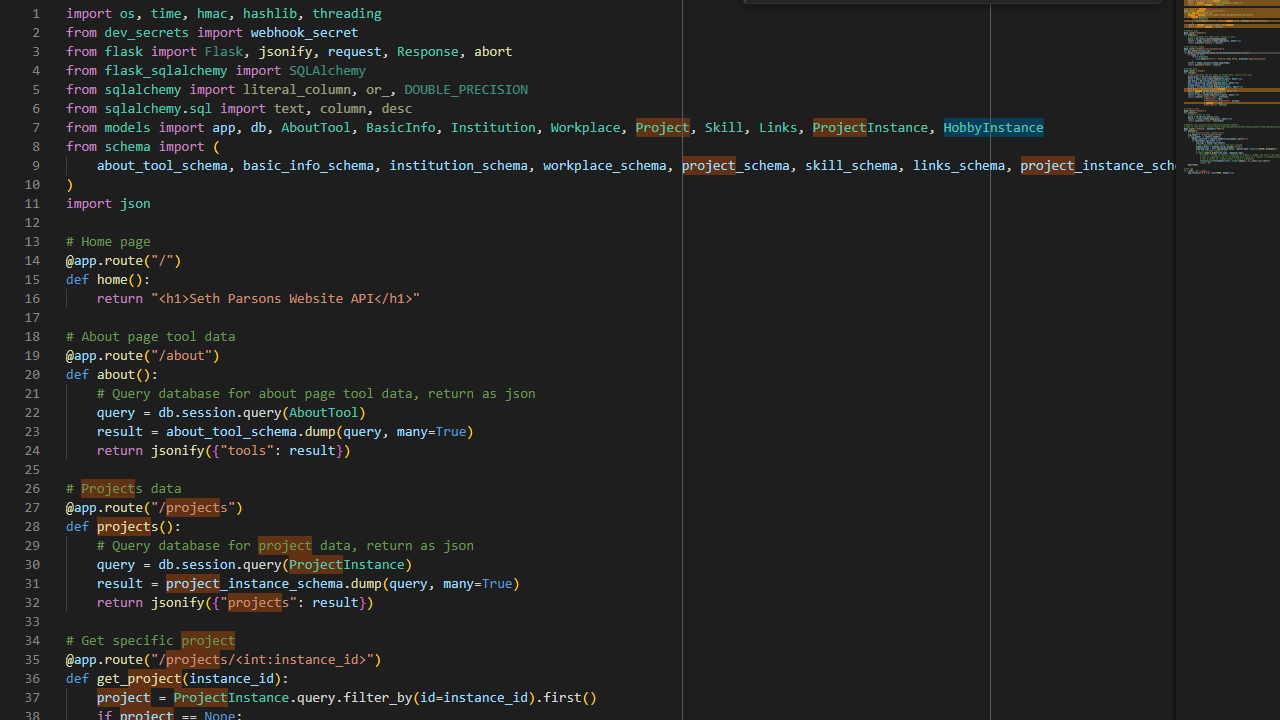 1 import os, time, hmac, hashlib, threading
2 from dev_secrets import webhook_secret
3 from flask import Flask, jsonify, request, Response, abort
4 from flask_sqlalchemy import SQLAlchemy
5 from sqlalchemy import literal_column, or_, DOUBLE_PRECISION
6 from sqlalchemy.sql import text, column, desc
7 from models import app, db, AboutTool, BasicInfo, Institution, Workplace, Project, Skill, Links, ProjectInstance, HobbyInstance
8 from schema import (
9     about_tool_schema, basic_info_schema, institution_schema, workplace_schema, project_schema, skill_schema, links_schema, project_instance_sch
10 )
11 import json
12
13 # Home page
14 @app.route("/")
15 def home():
16     return "<h1>Seth Parsons Website API</h1>"
17
18 # About page tool data
19 @app.route("/about")
20 def about():
21     # Query database for about page tool data, return as json
22     query = db.session.query(AboutTool)
23     result = about_tool_schema.dump(query, many=True)
24     return jsonify({"tools": result})
25
26 # Projects data
27 @app.route("/projects")
28 def projects():
29     # Query database for project data, return as json
30     query = db.session.query(ProjectInstance)
31     result = project_instance_schema.dump(query, many=True)
32     return jsonify({"projects": result})
33
34 # Get specific project
35 @app.route("/projects/<int:instance_id>")
36 def get_project(instance_id):
37     project = ProjectInstance.query.filter_by(id=instance_id).first()
38     if project == None: